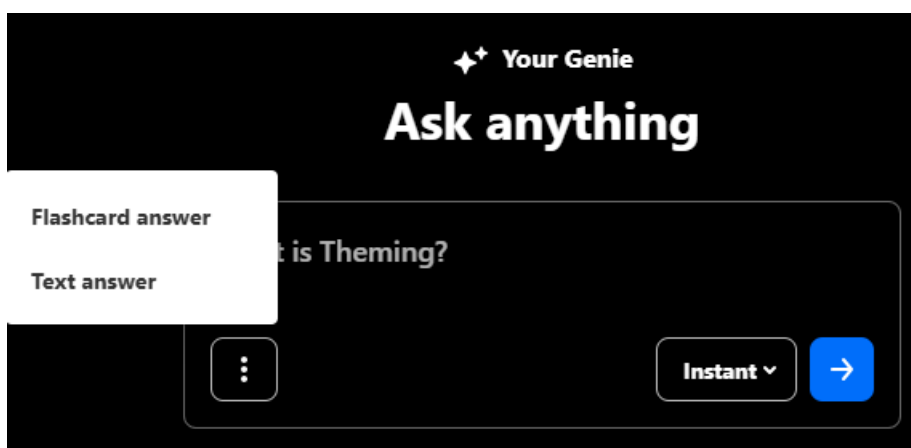 Your Genie
Ask anything
Flashcard answer
is Theming?
Text answer
Instant